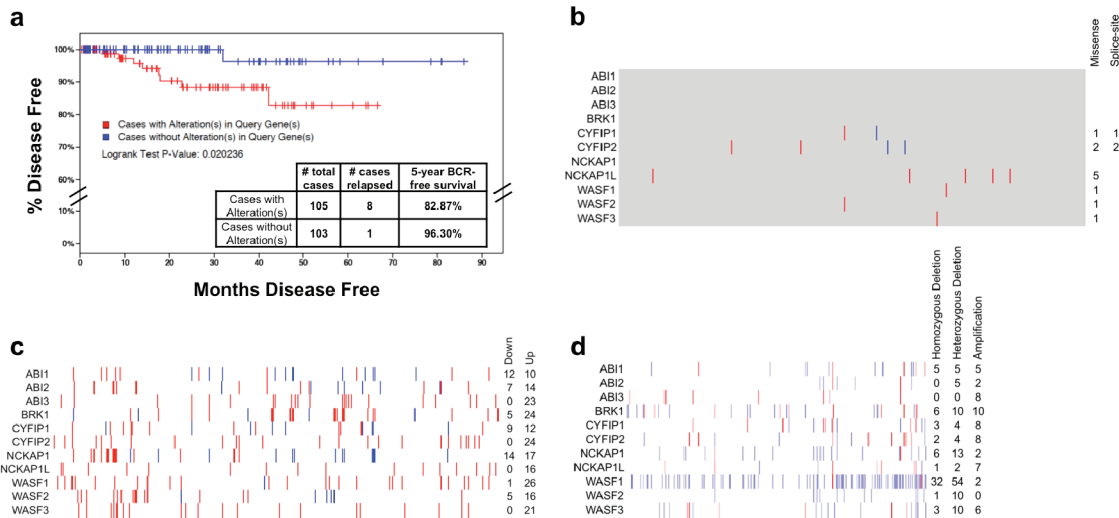 a
% Disease Free
100%
90%
80%
70%
60%
10%
0%
Cases with Alteration(s) in Query Gene(s)
Cases without Alteration(s) in Query Gene(s)
Logrank Test P-Value: 0.020236
# total cases # cases relapsed 5-year BCR-free survival
Cases with Alteration(s) 105 8 82.87%
Cases without Alteration(s) 103 1 96.30%
0 10 20 30 40 50 60 70 80 90
Months Disease Free
b
Missense Splice-site
ABI1
ABI2
ABI3
BRK1
CYFIP1 1 1
CYFIP2 2 2
NCKAP1
NCKAP1L 5
WASF1 1
WASF2 1
WASF3 1
c
Down Up
ABI1 12 10
ABI2 7 14
ABI3 0 23
BRK1 5 24
CYFIP1 9 12
CYFIP2 0 24
NCKAP1 14 17
NCKAP1L 0 16
WASF1 1 26
WASF2 5 16
WASF3 0 21
d
Homozygous Deletion Heterozygous Deletion Amplification
ABI1 5 5 5
ABI2 0 5 2
ABI3 0 0 8
BRK1 6 10 10
CYFIP1 3 4 8
CYFIP2 2 4 8
NCKAP1 6 13 2
NCKAP1L 1 2 7
WASF1 32 54 2
WASF2 1 10 0
WASF3 3 10 6